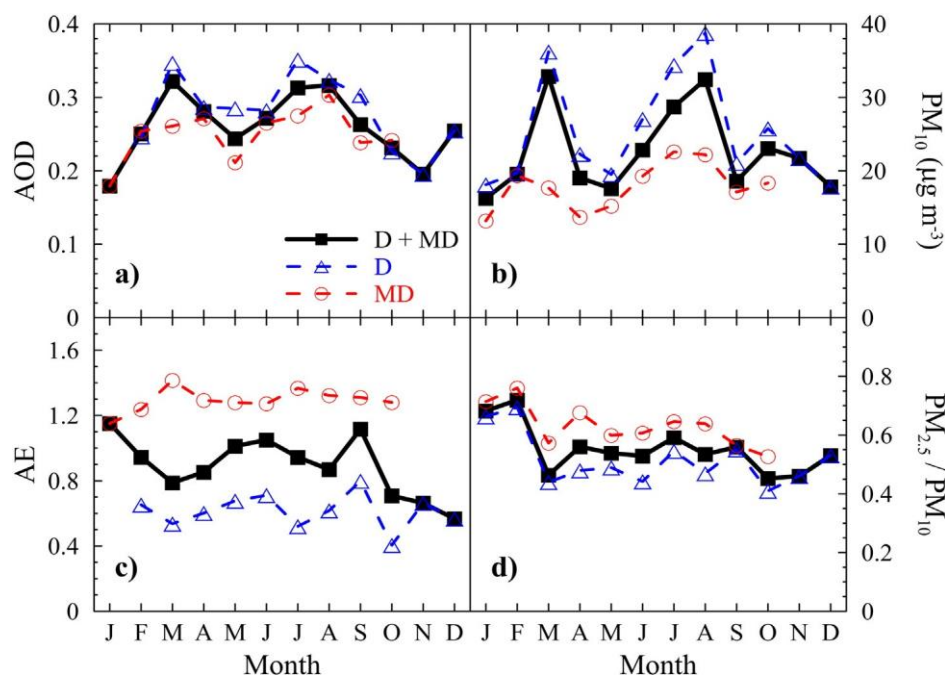 0.4
0.3
0.2
0.1
0
AOD
a)
D + MD
D
MD
b)
40
30
20
10
0
PM10 (μg m-3)
1.6
1.2
0.8
0.4
0
AE
c)
J F M A M J J A S O N D
Month
d)
0.8
0.6
0.4
0.2
0
PM2,5 / PM10
J F M A M J J A S O N D
Month